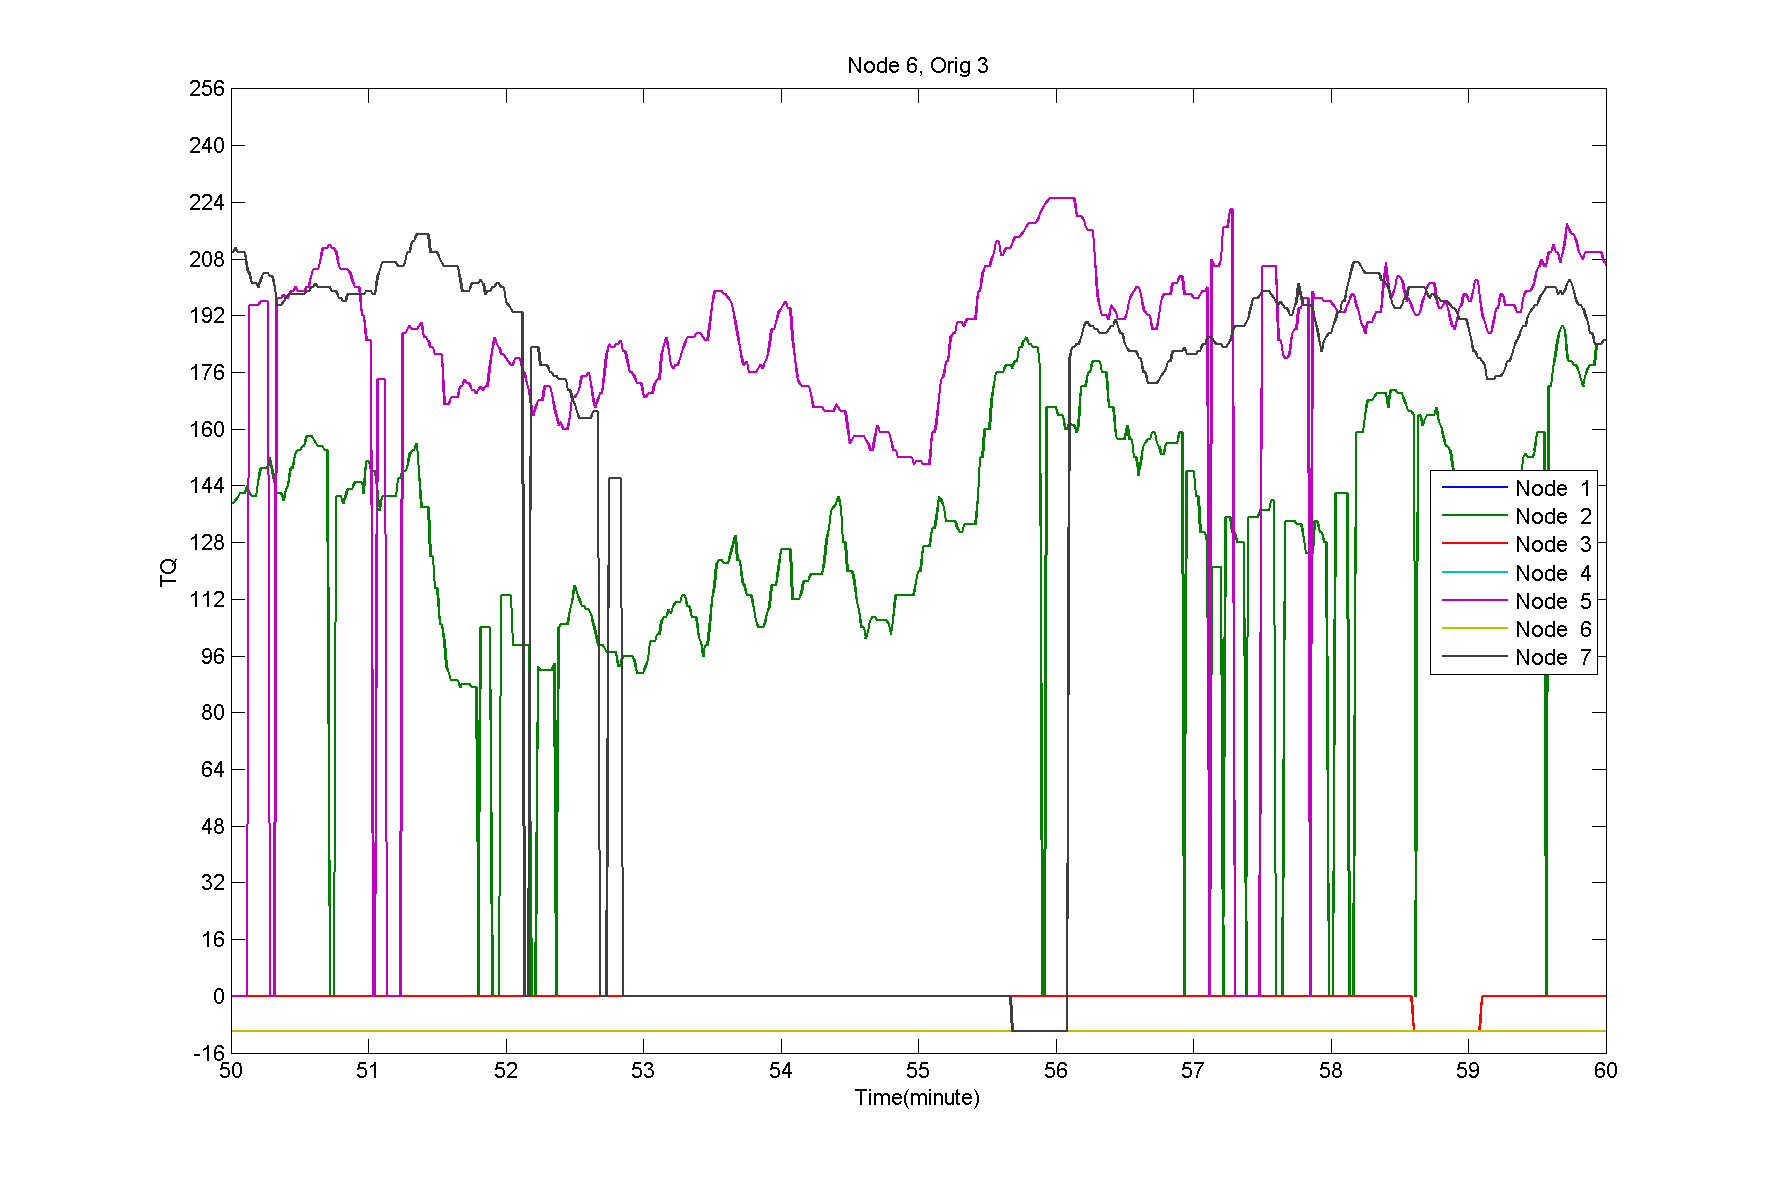 Node 6, Orig 3
256
240
224
208
192
176
160
144
128
112
96
80
64
48
32
16
0
-16
TQ
Node 1
Node 2
Node 3
Node 4
Node 5
Node 6
Node 7
50 51 52 53 54 55 56 57 58 59 60
Time(minute)